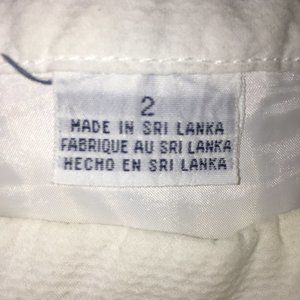 2
MADE IN SRI LANKA
FABRIQUE AU SRI LANKA
HECHO EN SRI LANKA